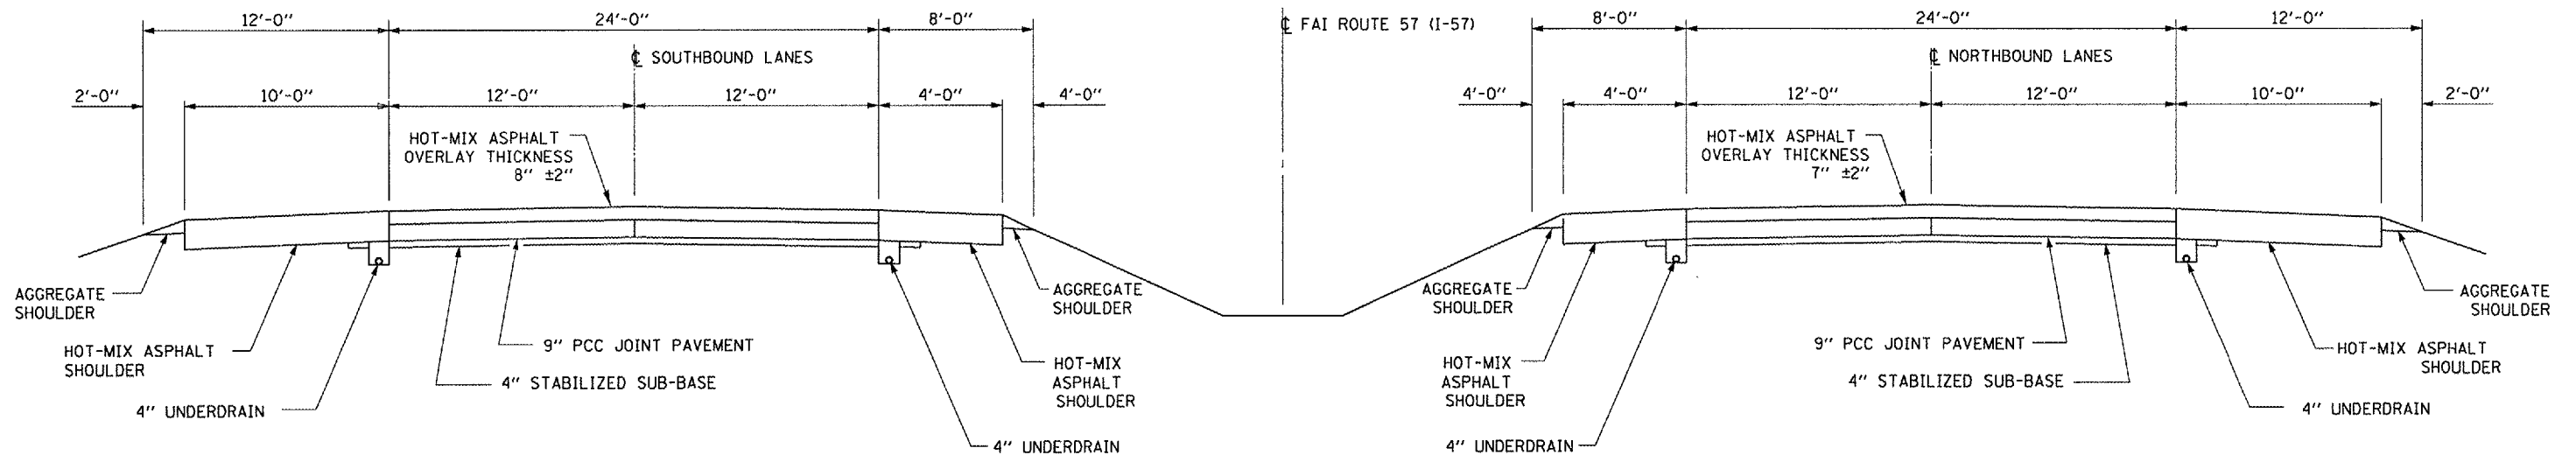 12'-0" 24'-0" 8'-0" ℄ FAI ROUTE 57 (I-57) 8'-0" 24'-0" 12'-0"
℄ SOUTHBOUND LANES ℄ NORTHBOUND LANES
2'-0" 10'-0" 12'-0" 12'-0" 4'-0" 4'-0" 4'-0" 4'-0" 12'-0" 12'-0" 10'-0" 2'-0"
HOT-MIX ASPHALT
OVERLAY THICKNESS
8" ±2"
HOT-MIX ASPHALT
OVERLAY THICKNESS
7" ±2"
AGGREGATE
SHOULDER
HOT-MIX ASPHALT
SHOULDER
4" UNDERDRAIN
9" PCC JOINT PAVEMENT
4" STABILIZED SUB-BASE
AGGREGATE
SHOULDER
HOT-MIX
ASPHALT
SHOULDER
4" UNDERDRAIN
AGGREGATE
SHOULDER
HOT-MIX
ASPHALT
SHOULDER
4" UNDERDRAIN
9" PCC JOINT PAVEMENT
4" STABILIZED SUB-BASE
AGGREGATE
SHOULDER
HOT-MIX ASPHALT
SHOULDER
4" UNDERDRAIN